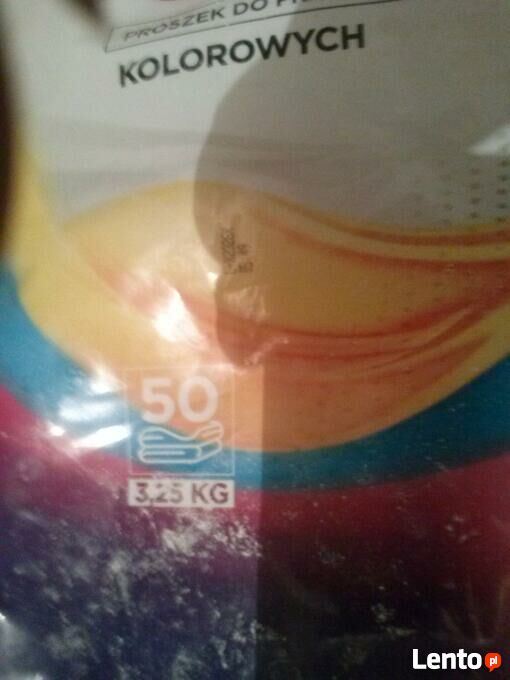 PROSZEK DO
KOLOROWYCH
50
3,25 KG
Lento.pl